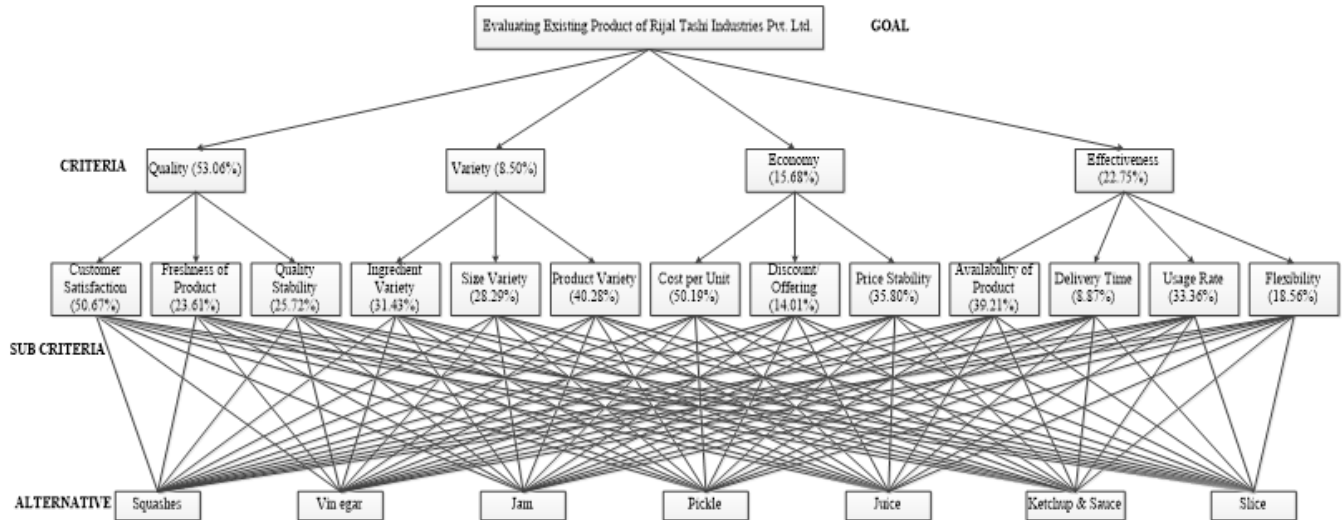 Evaluating Existing Product of Rijal Tashi Industries Pvt. Ltd.
GOAL
CRITERIA
Quality (53.06%)
Variety (8.50%)
Economy
(15.68%)
Effectiveness
(22.75%)
Customer
Satisfaction
(50.67%)
Freshness of
Product
(23.61%)
Quality
Stability
(25.72%)
Ingredient
Variety
(31.43%)
Size Variety
(28.29%)
Product Variety
(40.28%)
Cost per Unit
(50.19%)
Discount/
Offering
(14.01%)
Price Stability
(35.80%)
Availability of
Product
(39.21%)
Delivery Time
(8.87%)
Usage Rate
(33.36%)
Flexibility
(18.56%)
SUB CRITERIA
ALTERNATIVE
Squashes
Vin egar
Jam
Pickle
Juice
Ketchup & Sauce
Slice